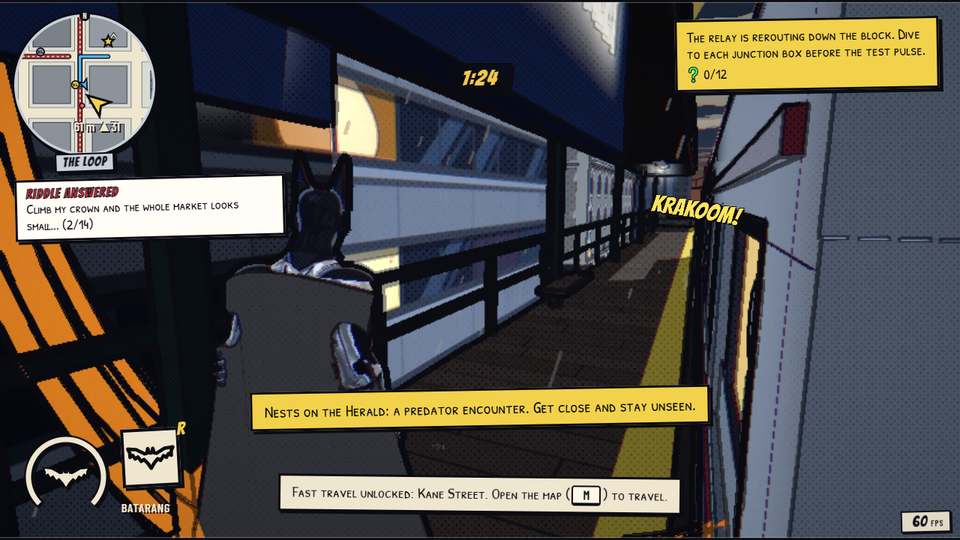 1:24
THE RELAY IS REROUTING DOWN THE BLOCK. DIVE
TO EACH JUNCTION BOX BEFORE THE TEST PULSE.
? 0/12
N
61 m ▲31
THE LOOP
RIDDLE ANSWERED
CLIMB MY CROWN AND THE WHOLE MARKET LOOKS
SMALL... (2/14)
KRAKOOM!
NESTS ON THE HERALD: A PREDATOR ENCOUNTER. GET CLOSE AND STAY UNSEEN.
R
BATARANG
FAST TRAVEL UNLOCKED: KANE STREET. OPEN THE MAP ( M ) TO TRAVEL.
60 FPS